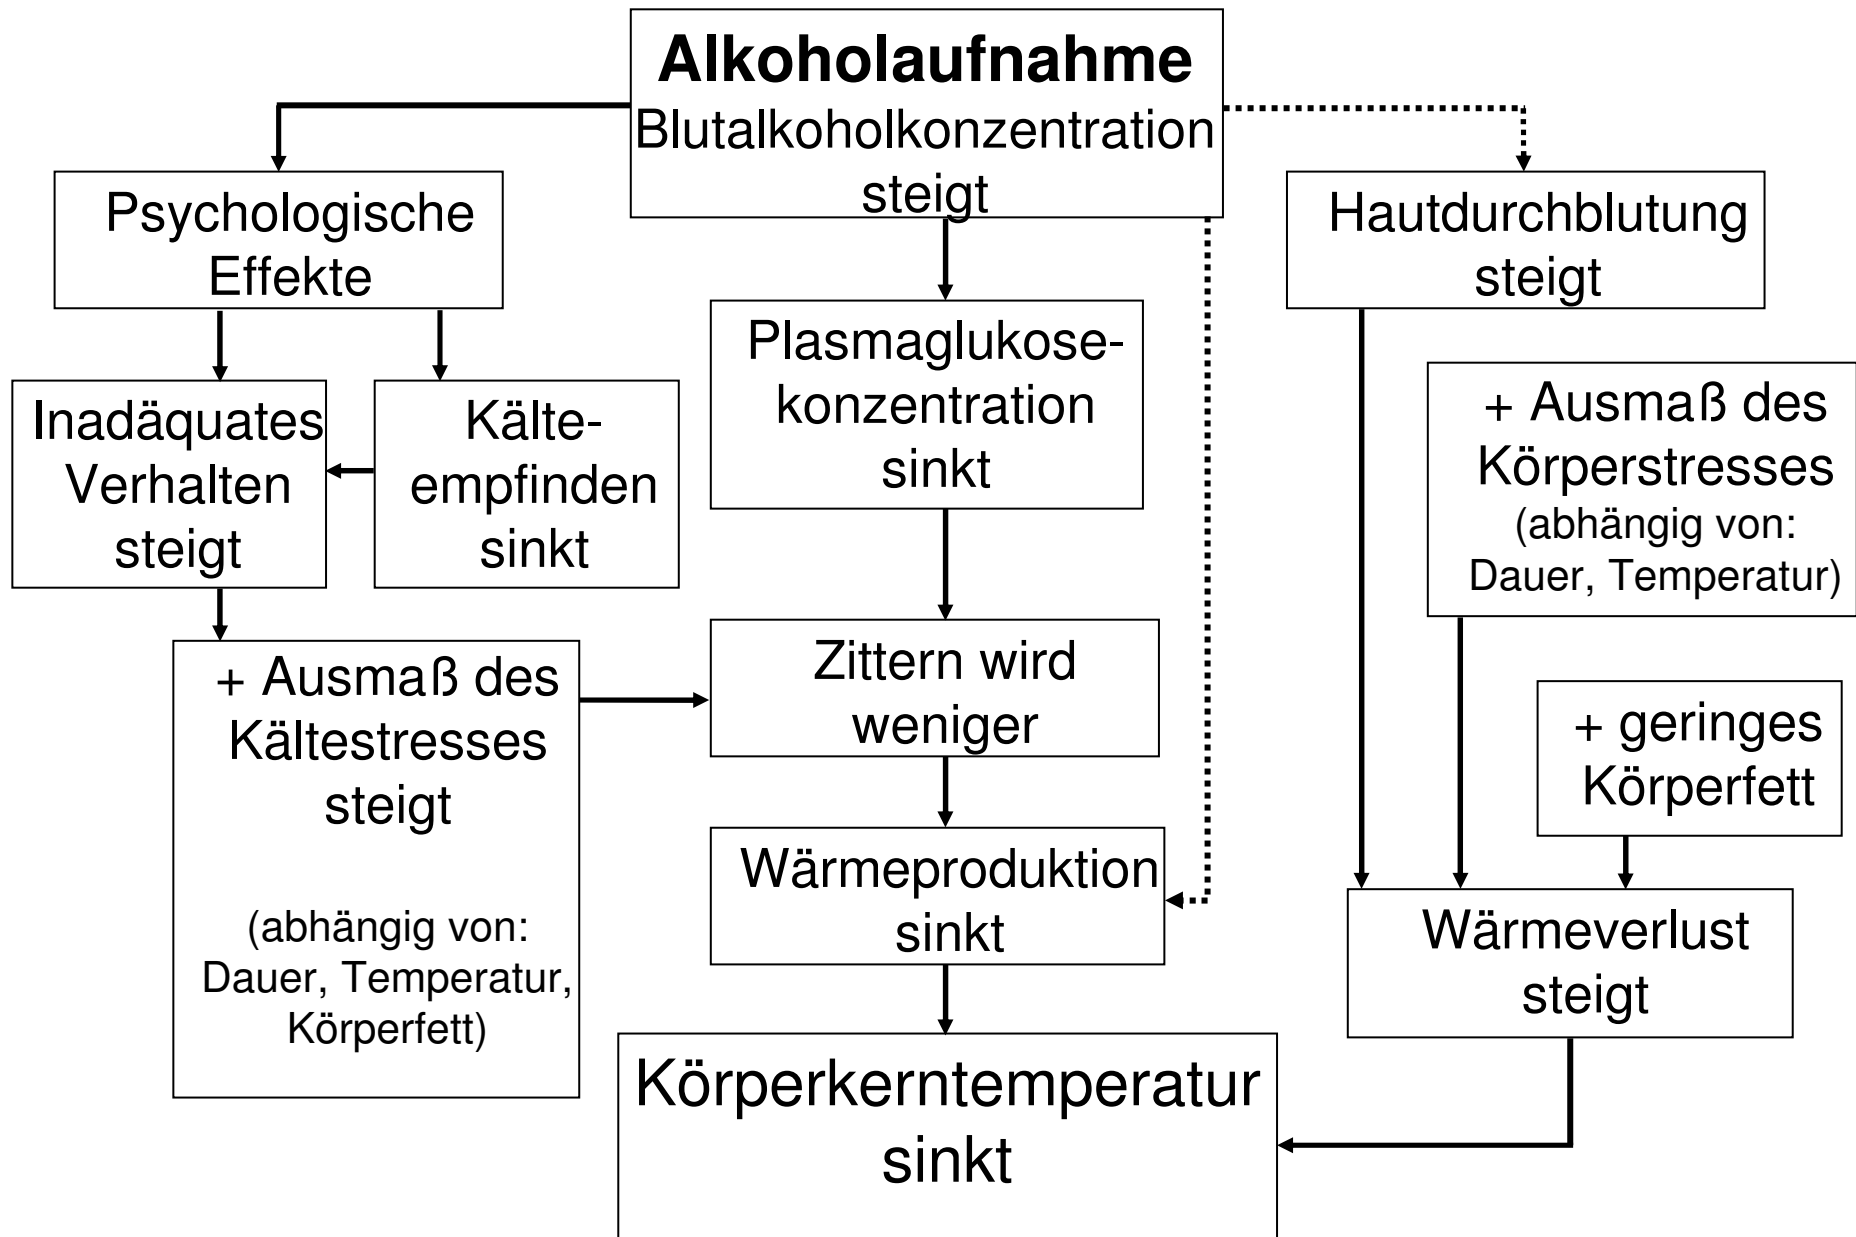 Alkoholaufnahme
Blutalkoholkonzentration
steigt
Psychologische
Effekte
Hautdurchblutung
steigt
Inadäquates
Verhalten
steigt
Kälte-
empfinden
sinkt
Plasmaglukose-
konzentration
sinkt
+ Ausmaß des
Körperstresses
(abhängig von:
Dauer, Temperatur)
+ Ausmaß des
Kältestresses
steigt
(abhängig von:
Dauer, Temperatur,
Körperfett)
Zittern wird
weniger
+ geringes
Körperfett
Wärmeproduktion
sinkt
Wärmeverlust
steigt
Körperkerntemperatur
sinkt